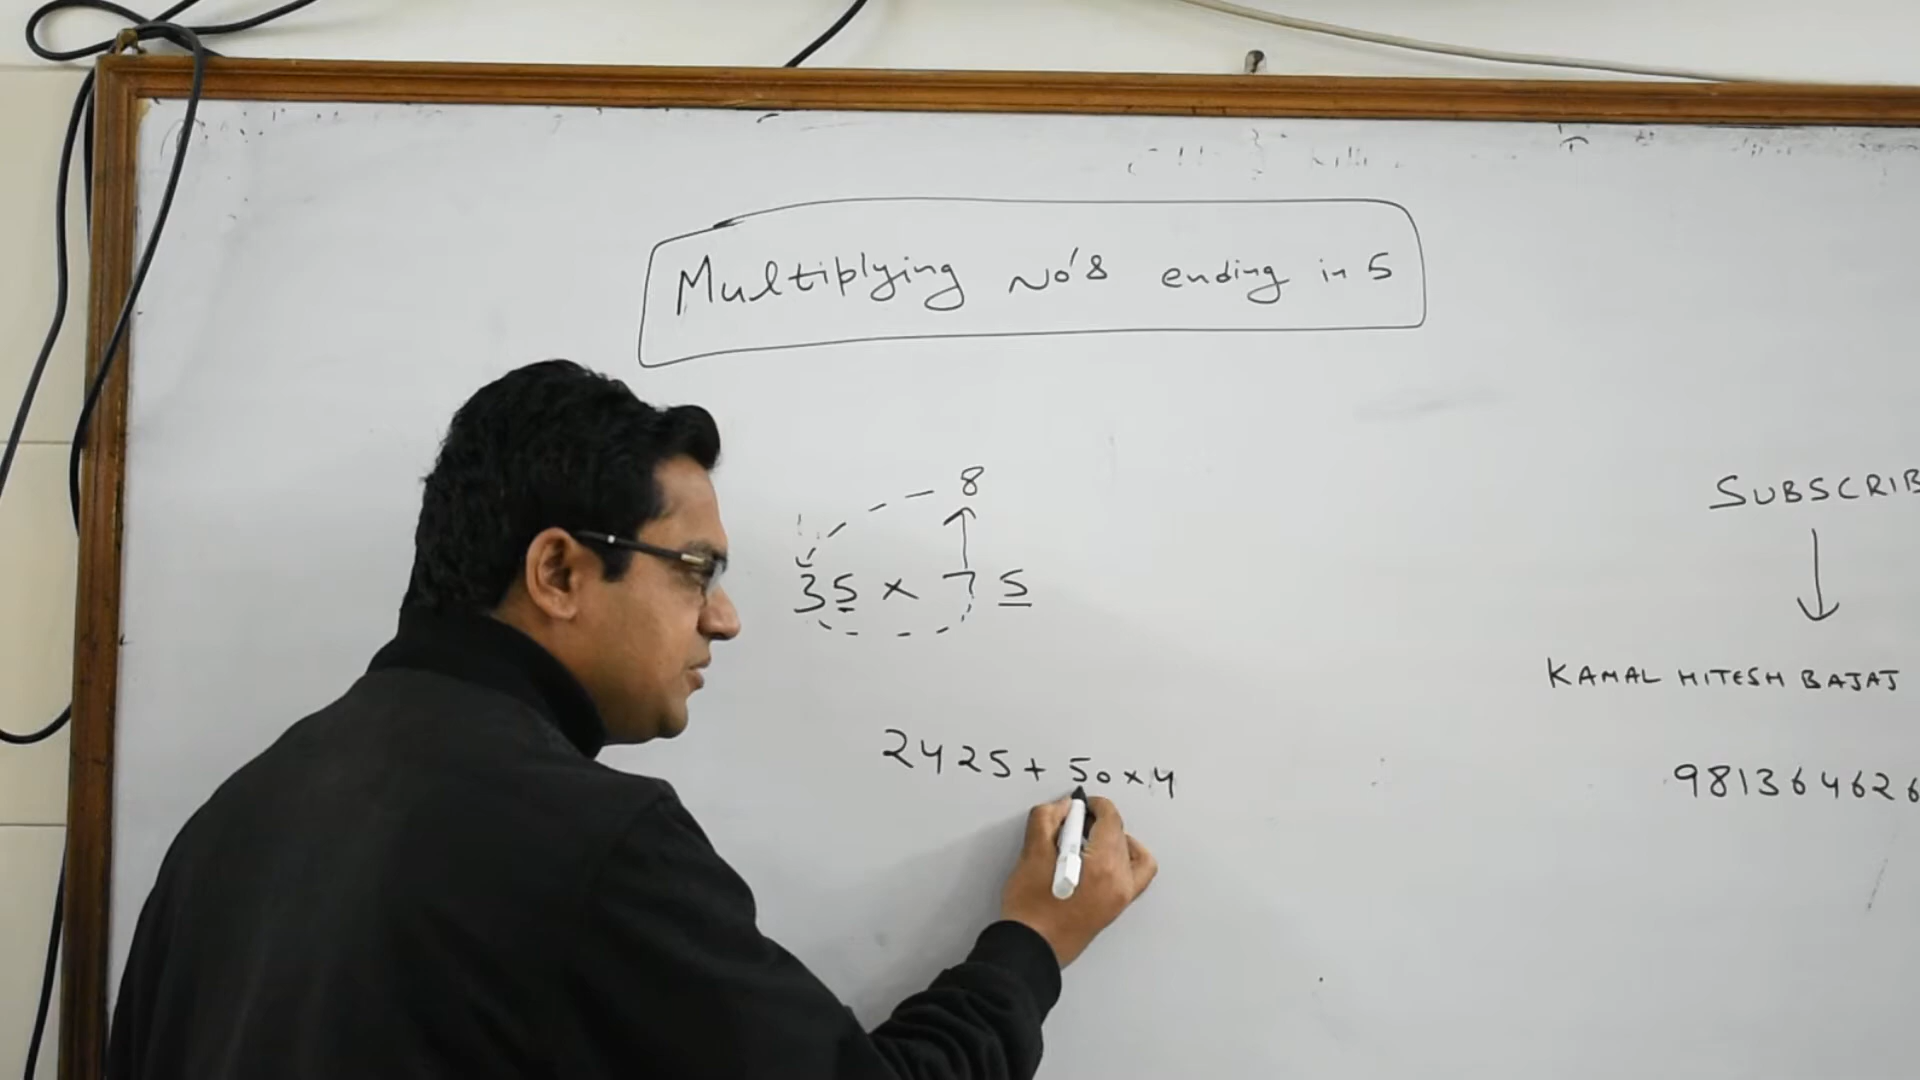 Multiplying No's ending in 5
8
35 × 75
2425 + 50 × 4
SUBSCRIB
KAMAL HITESH BAJAJ
981364626